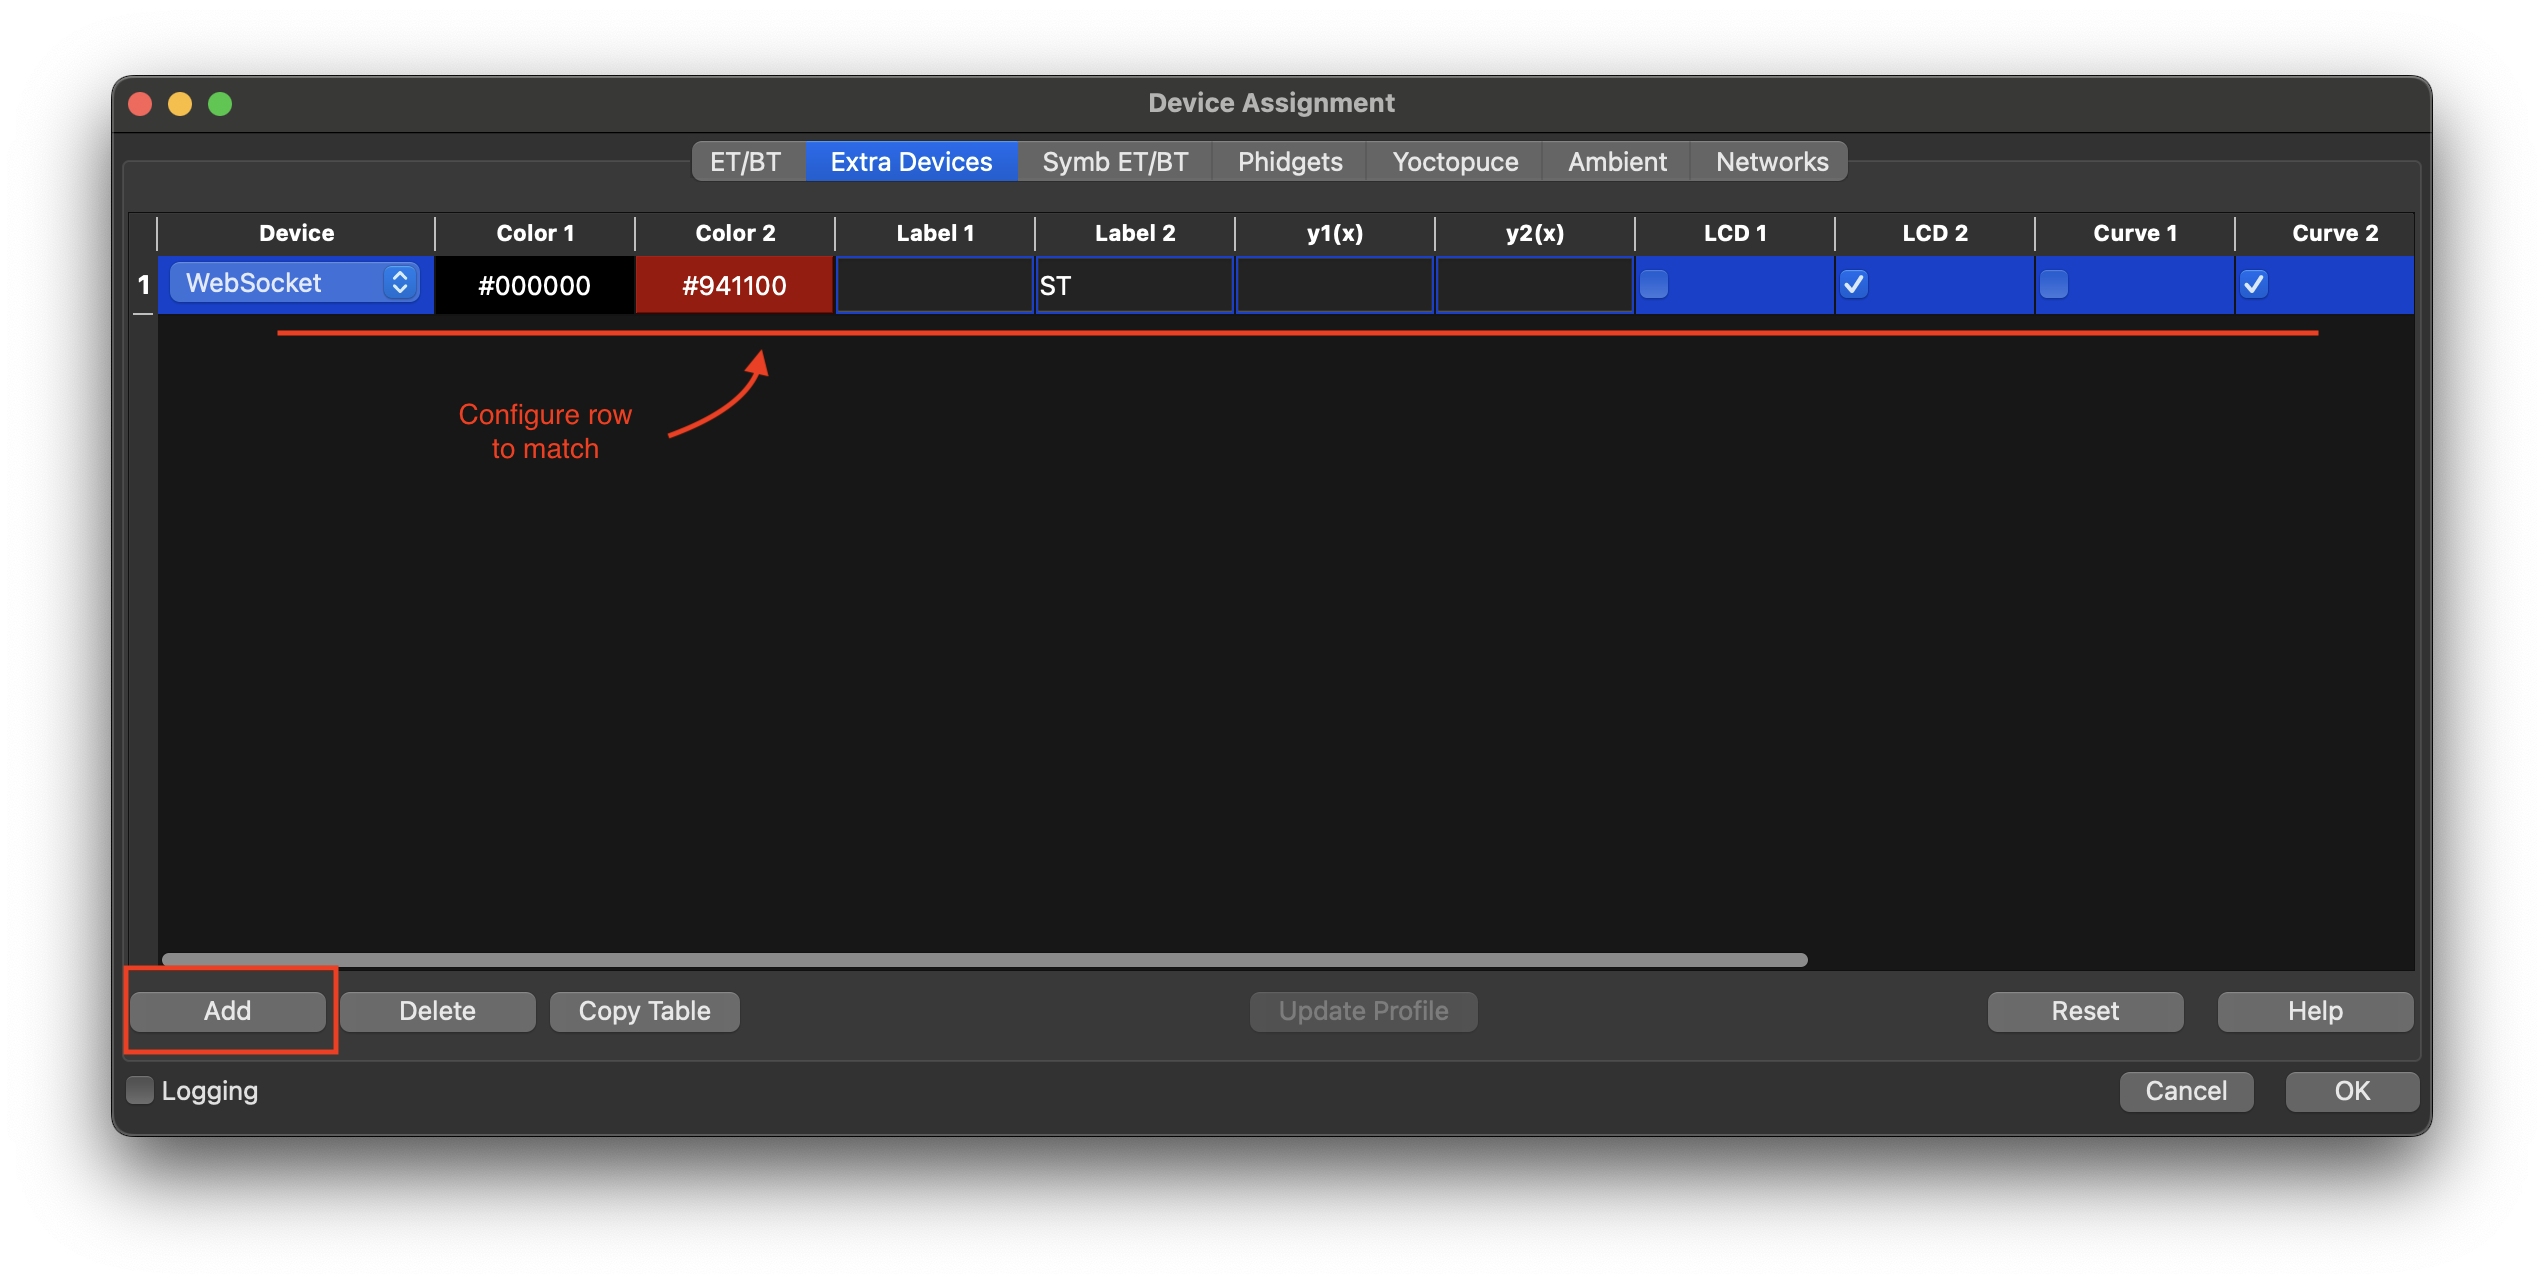 Device Assignment
ET/BT Extra Devices Symb ET/BT Phidgets Yoctopuce Ambient Networks
Device Color 1 Color 2 Label 1 Label 2 y1(x) y2(x) LCD 1 LCD 2 Curve 1 Curve 2
1 WebSocket #000000 #941100 ST
Configure row
to match
Add Delete Copy Table Update Profile Reset Help
Logging Cancel OK